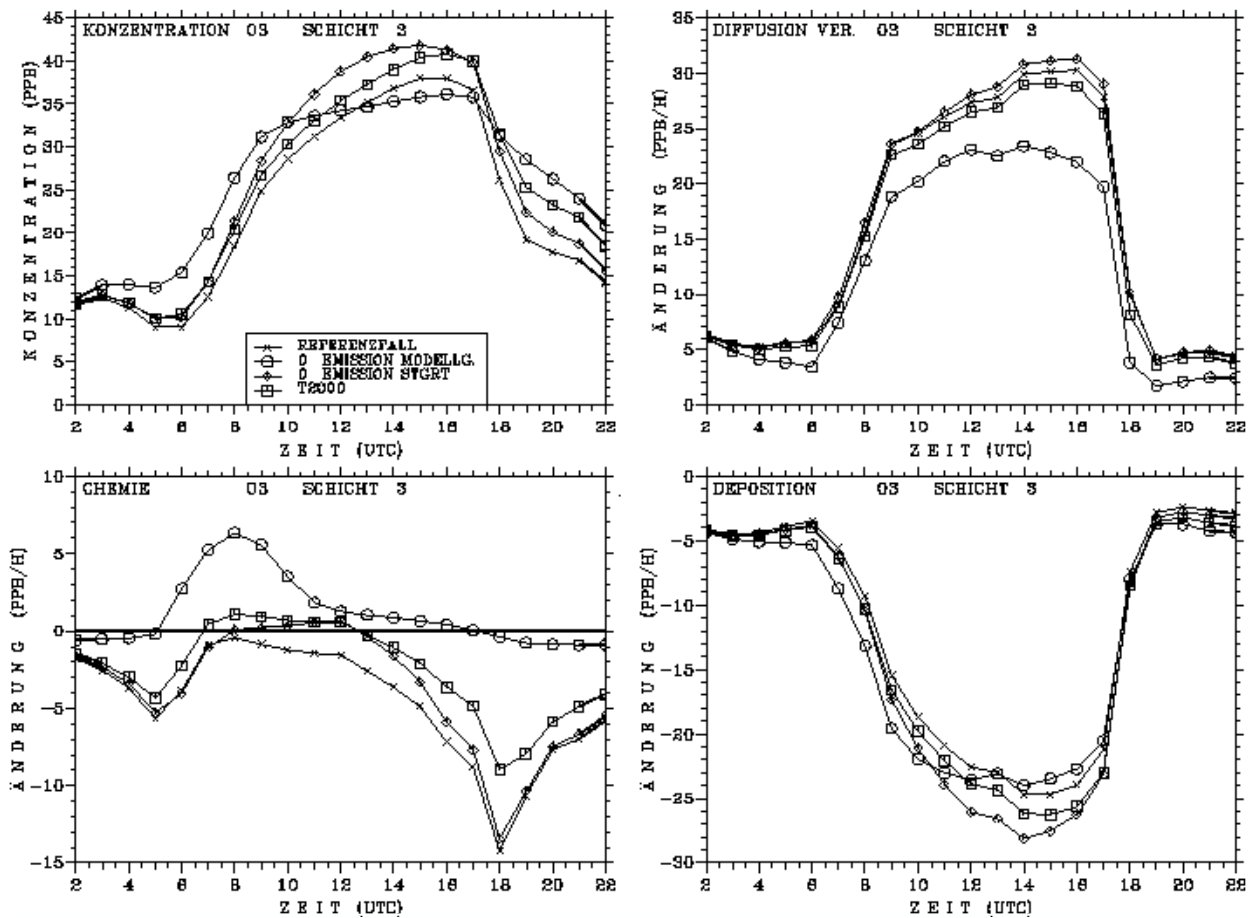 KONZENTRATION O3 SCHICHT 3
KONZENTRATION (PPB)
45
40
35
30
25
20
15
10
5
0
REFERENZFALL
0 EMISSION MODELLG.
0 EMISSION STGRT
T2000
2 4 6 8 10 12 14 16 18 20 22
ZEIT (UTC)
DIFFUSION VER. O3 SCHICHT 3
ÄNDERUNG (PPB/H)
35
30
25
20
15
10
5
0
2 4 6 8 10 12 14 16 18 20 22
ZEIT (UTC)
CHEMIE O3 SCHICHT 3
ÄNDERUNG (PPB/H)
10
5
0
-5
-10
-15
2 4 6 8 10 12 14 16 18 20 22
ZEIT (UTC)
DEPOSITION O3 SCHICHT 3
ÄNDERUNG (PPB/H)
0
-5
-10
-15
-20
-25
-30
2 4 6 8 10 12 14 16 18 20 22
ZEIT (UTC)